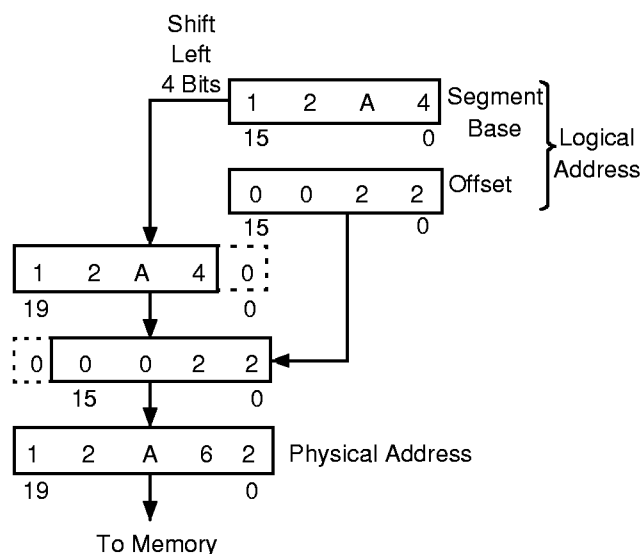 Shift
Left
4 Bits
1 2 A 4
Segment
Base
15 0
Logical
Address
0 0 2 2
Offset
15 0
1 2 A 4 0
19 0
0 0 0 2 2
15 0
1 2 A 6 2
Physical Address
19 0
To Memory